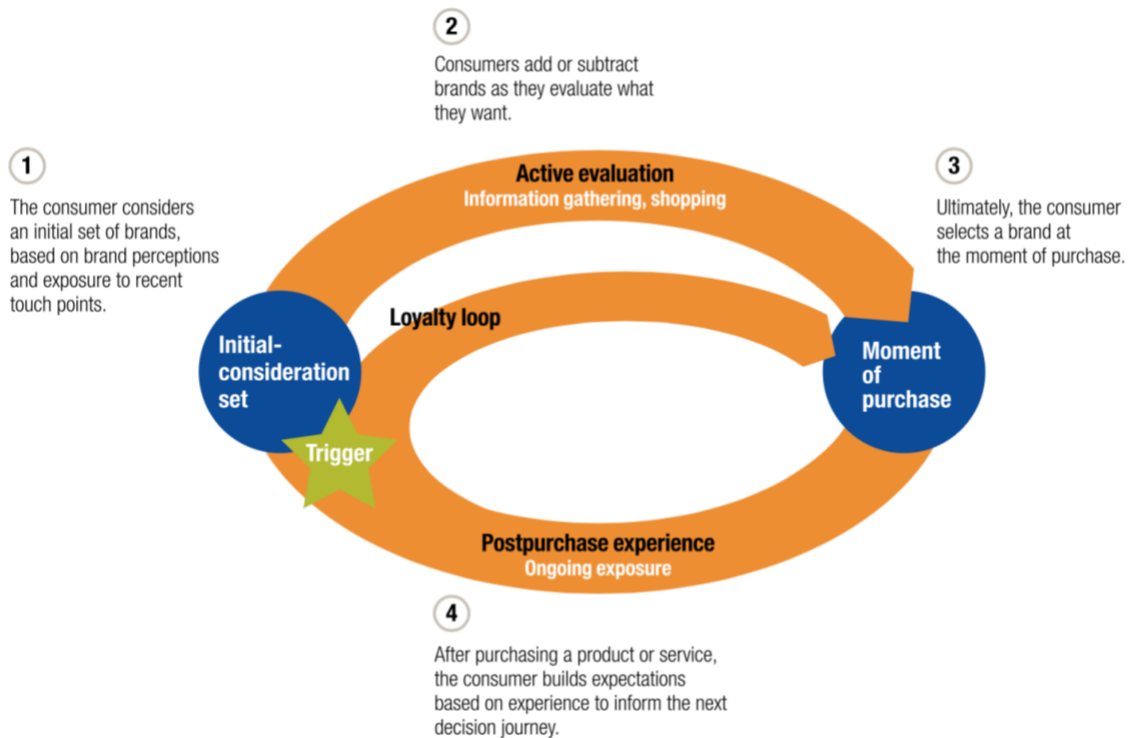 1
The consumer considers
an initial set of brands,
based on brand perceptions
and exposure to recent
touch points.
2
Consumers add or subtract
brands as they evaluate what
they want.
3
Ultimately, the consumer
selects a brand at
the moment of purchase.
Active evaluation
Information gathering, shopping
Loyalty loop
Initial-
consideration
set
Trigger
Moment
of
purchase
Postpurchase experience
Ongoing exposure
4
After purchasing a product or service,
the consumer builds expectations
based on experience to inform the next
decision journey.